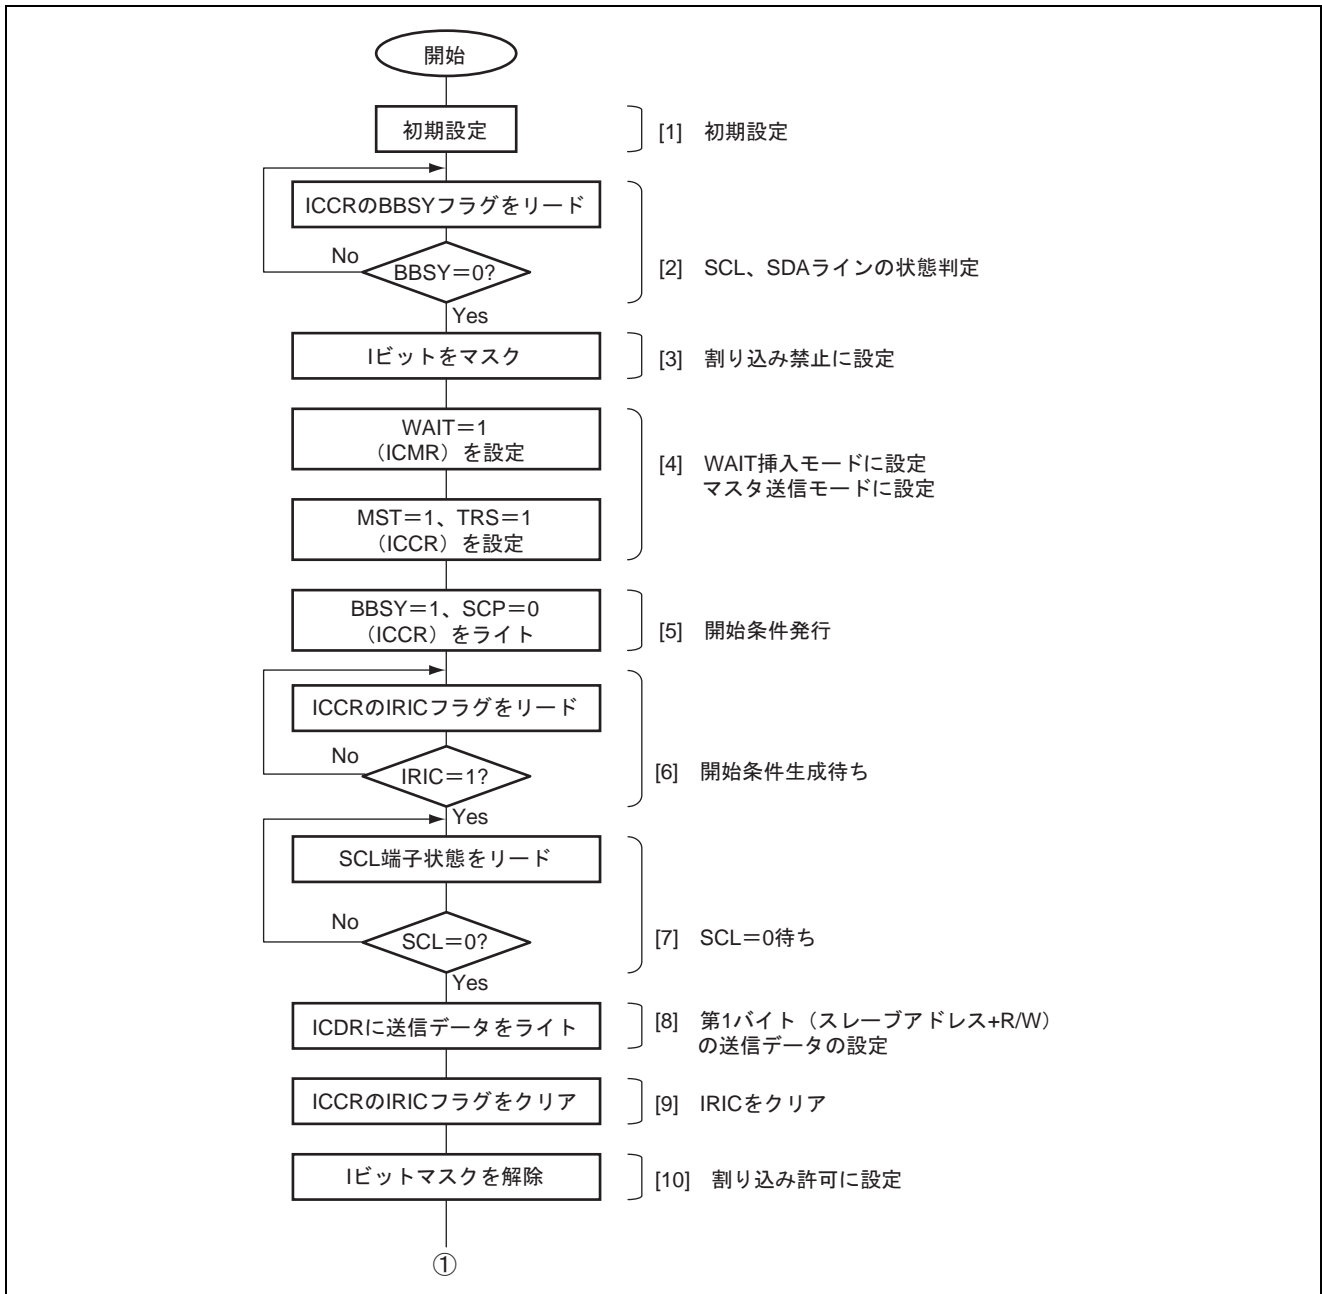 開始
初期設定
[1] 初期設定
ICCRのBBSYフラグをリード
No
BBSY＝0?
[2] SCL、SDAラインの状態判定
Yes
Iビットをマスク
[3] 割り込み禁止に設定
WAIT＝1
（ICMR）を設定
[4] WAIT挿入モードに設定
マスタ送信モードに設定
MST＝1、TRS＝1
（ICCR）を設定
BBSY＝1、SCP＝0
（ICCR）をライト
[5] 開始条件発行
ICCRのIRICフラグをリード
No
IRIC＝1?
[6] 開始条件生成待ち
Yes
SCL端子状態をリード
No
SCL＝0?
[7] SCL＝0待ち
Yes
ICDRに送信データをライト
[8] 第1バイト（スレーブアドレス+R/W）
の送信データの設定
ICCRのIRICフラグをクリア
[9] IRICをクリア
Iビットマスクを解除
[10] 割り込み許可に設定
①